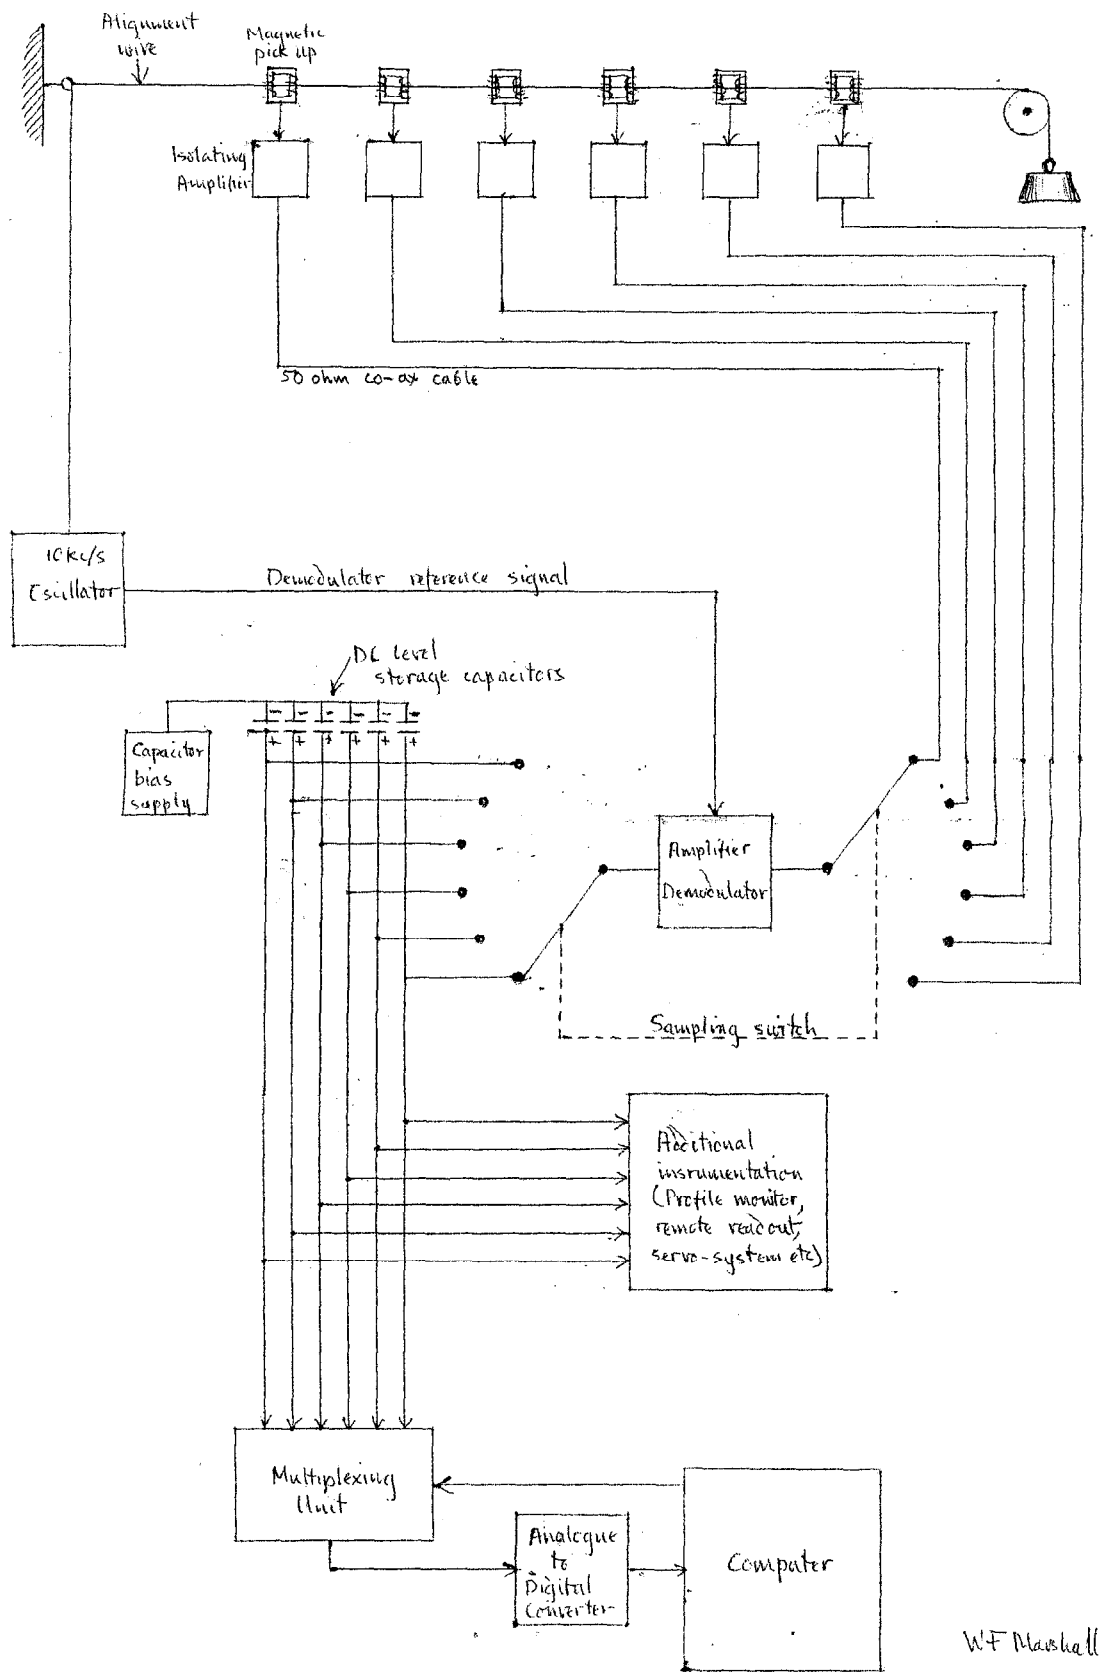 Alignment
wire
Magnetic
pick up
Isolating
Amplifier
50 ohm co-ax cable
10kc/s
Oscillator
Demodulator reference signal
DC level
storage capacitors
- - - - - -
+ + + + + +
Capacitor
bias
supply
Amplifier
Demodulator
Sampling switch
Additional
insrumentation
(Profile monitor,
remote readout,
servo-system etc)
Multiplexing
Unit
Analogue
to
Digital
Converter
Computer
WF Marshall